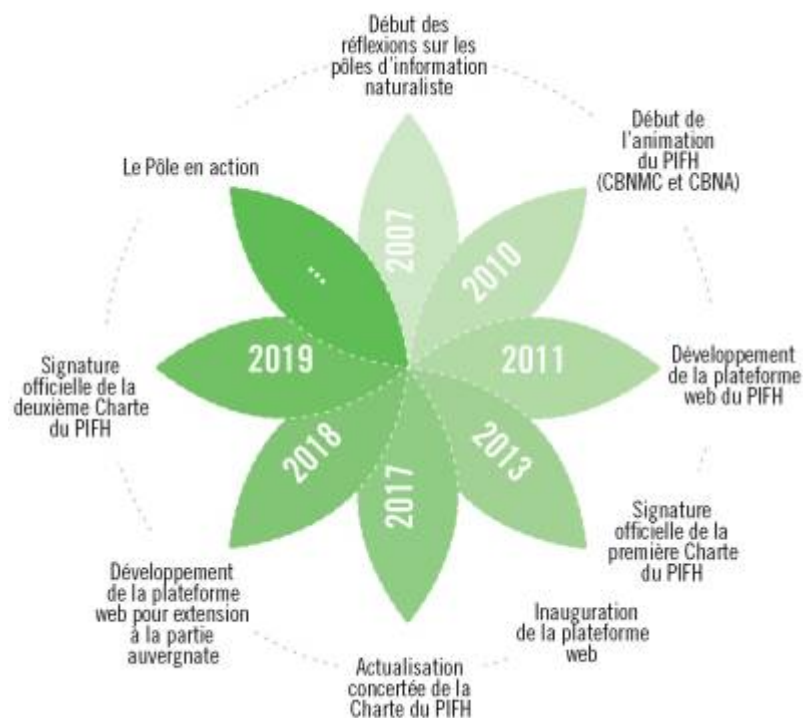 Début des
réflexions sur les
pôles d'information
naturaliste
2007
Début de
l'animation
du PIFH
(CBNMC et CBNA)
2010
Développement
de la plateforme
web du PIFH
2011
Signature
officielle de la
première Charte
du PIFH
2013
Inauguration
de la plateforme
web
Actualisation
concertée de la
Charte du PIFH
2017
Développement
de la plateforme
web pour extension
à la partie
auvergnate
2018
Signature
officielle de la
deuxième Charte
du PIFH
2019
Le Pôle en action
...